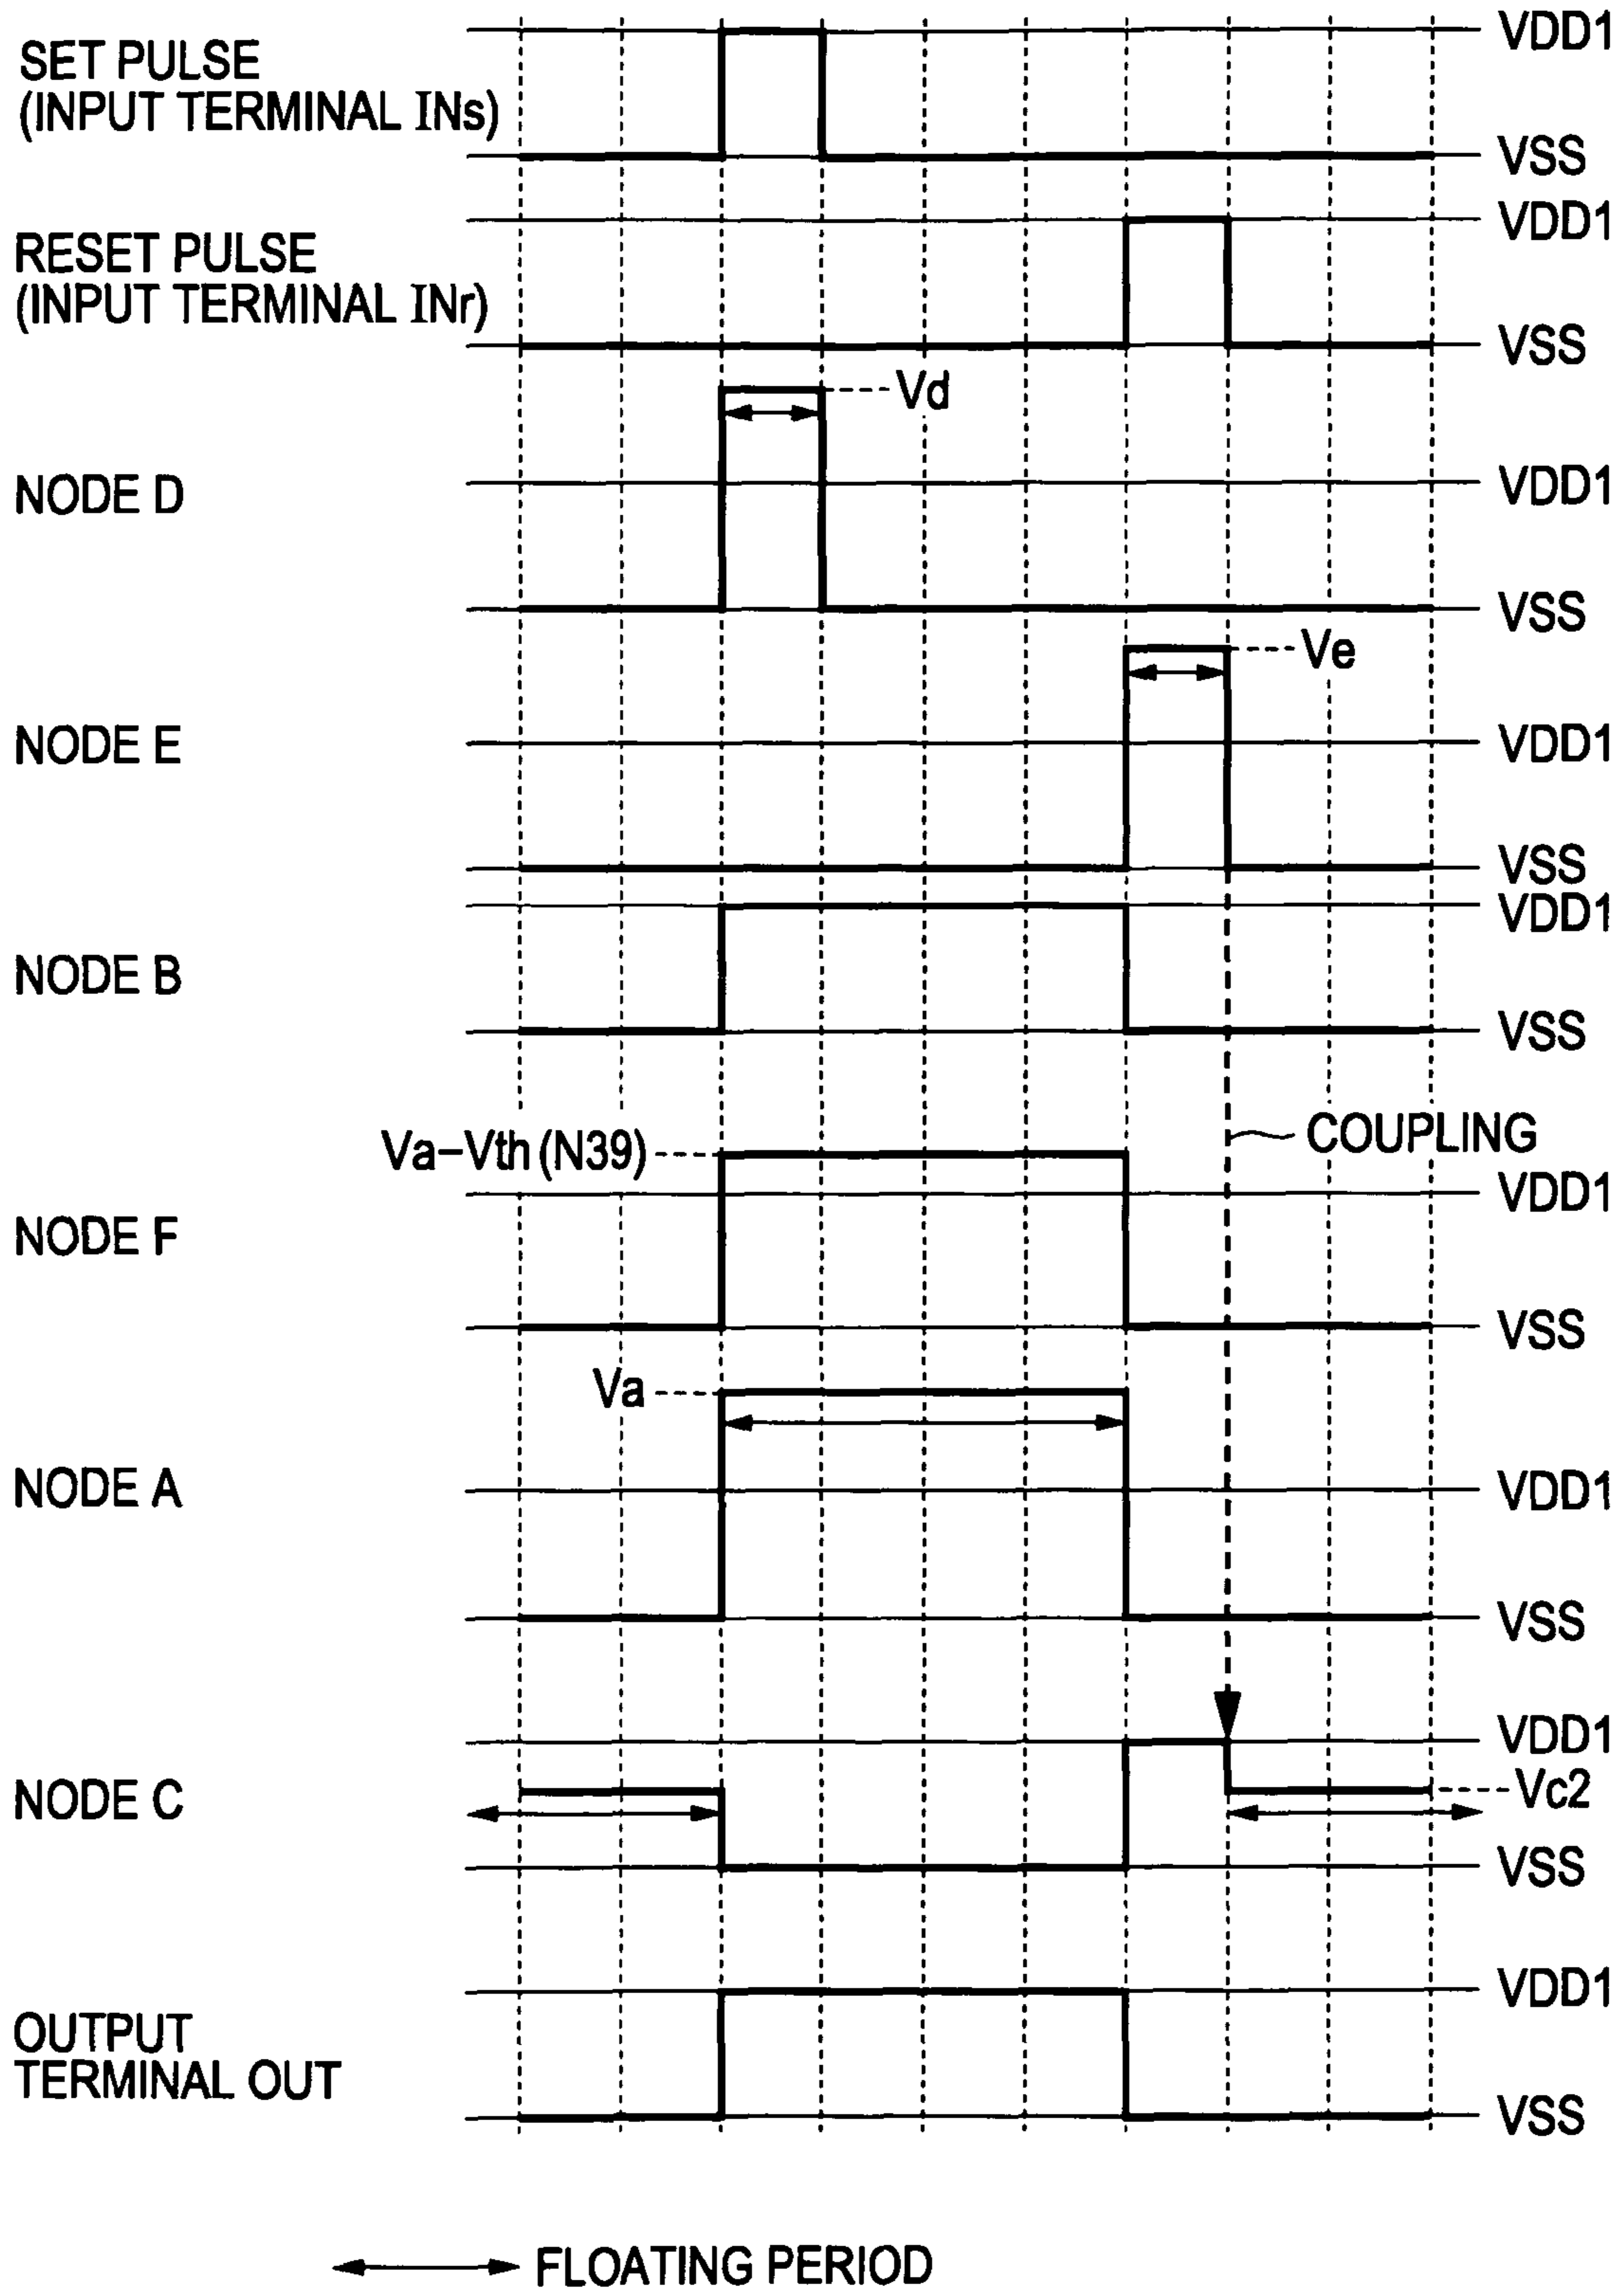 VDD1
SET PULSE
(INPUT TERMINAL INs)
VSS
VDD1
RESET PULSE
(INPUT TERMINAL INr)
VSS
Vd
NODE D
VDD1
VSS
Ve
NODE E
VDD1
VSS
VDD1
NODE B
VSS
COUPLING
Va-Vth (N39)
VDD1
NODE F
VSS
Va
NODE A
VDD1
VSS
VDD1
NODE C
Vc2
VSS
VDD1
OUTPUT
TERMINAL OUT
VSS
FLOATING PERIOD